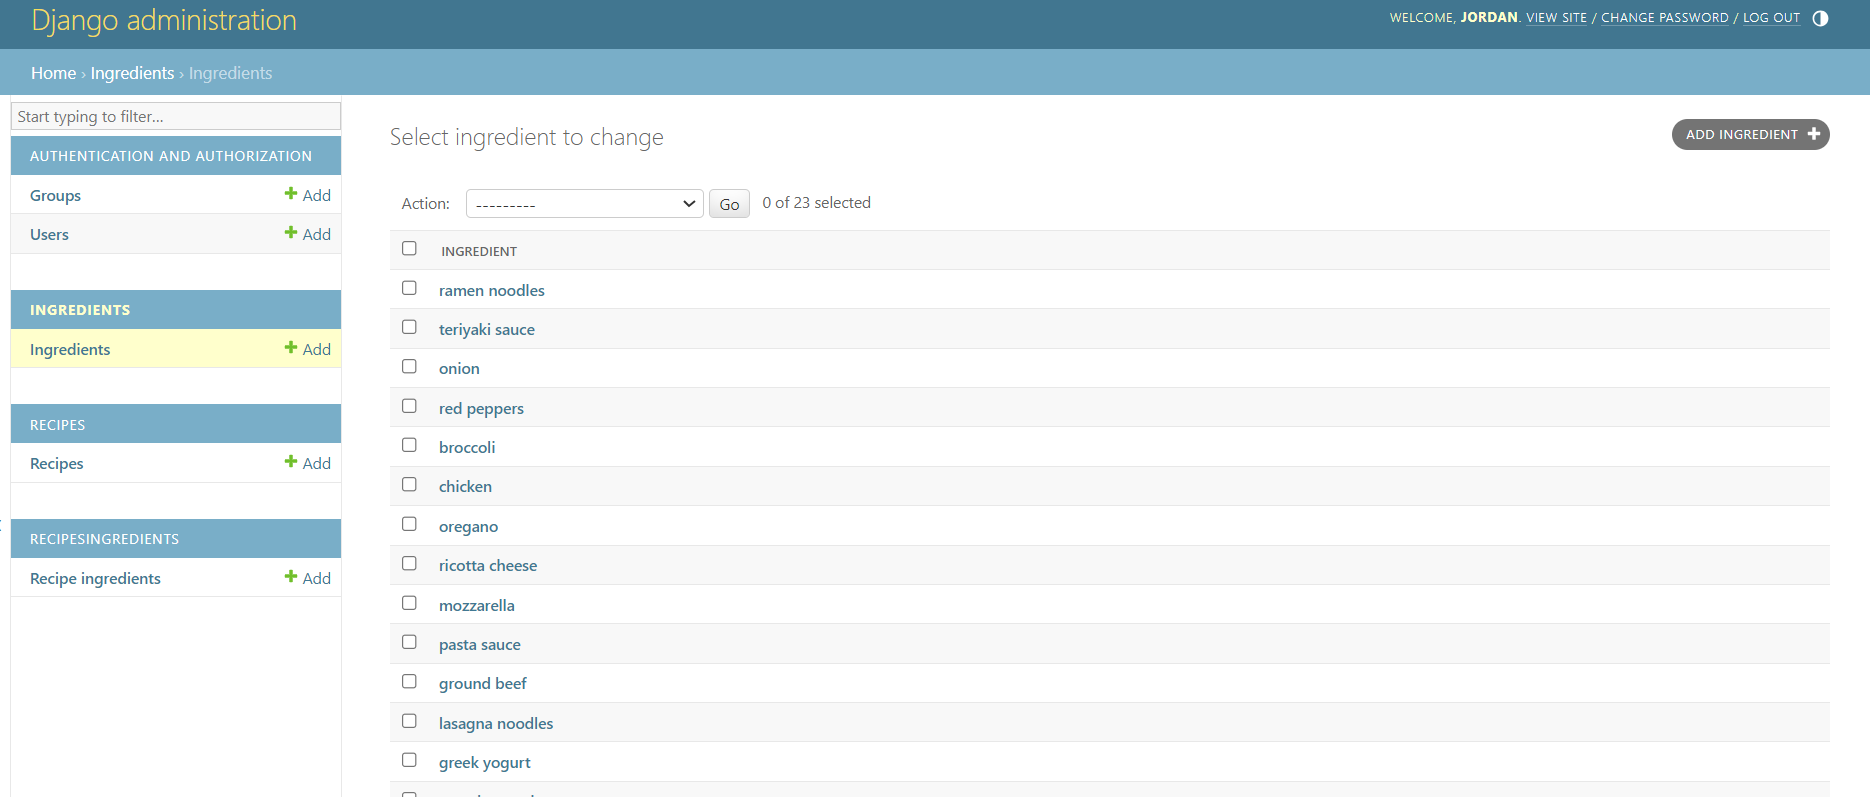 Django administration
WELCOME, JORDAN. VIEW SITE / CHANGE PASSWORD / LOG OUT
Home › Ingredients › Ingredients
Start typing to filter...
AUTHENTICATION AND AUTHORIZATION
Groups + Add
Users + Add
INGREDIENTS
Ingredients + Add
RECIPES
Recipes + Add
RECIPESINGREDIENTS
Recipe ingredients + Add
Select ingredient to change
ADD INGREDIENT +
Action: --------- Go 0 of 23 selected
INGREDIENT
ramen noodles
teriyaki sauce
onion
red peppers
broccoli
chicken
oregano
ricotta cheese
mozzarella
pasta sauce
ground beef
lasagna noodles
greek yogurt